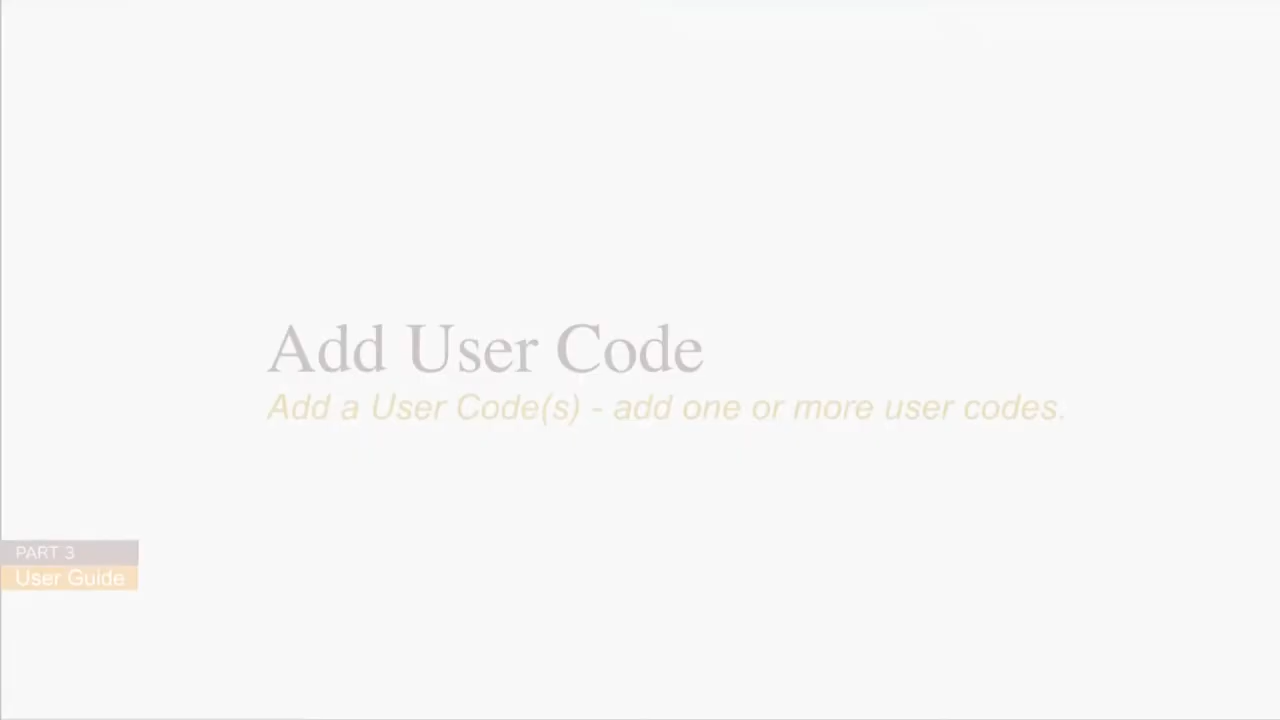 Add User Code
Add a User Code(s) - add one or more user codes.
PART 3
User Guide